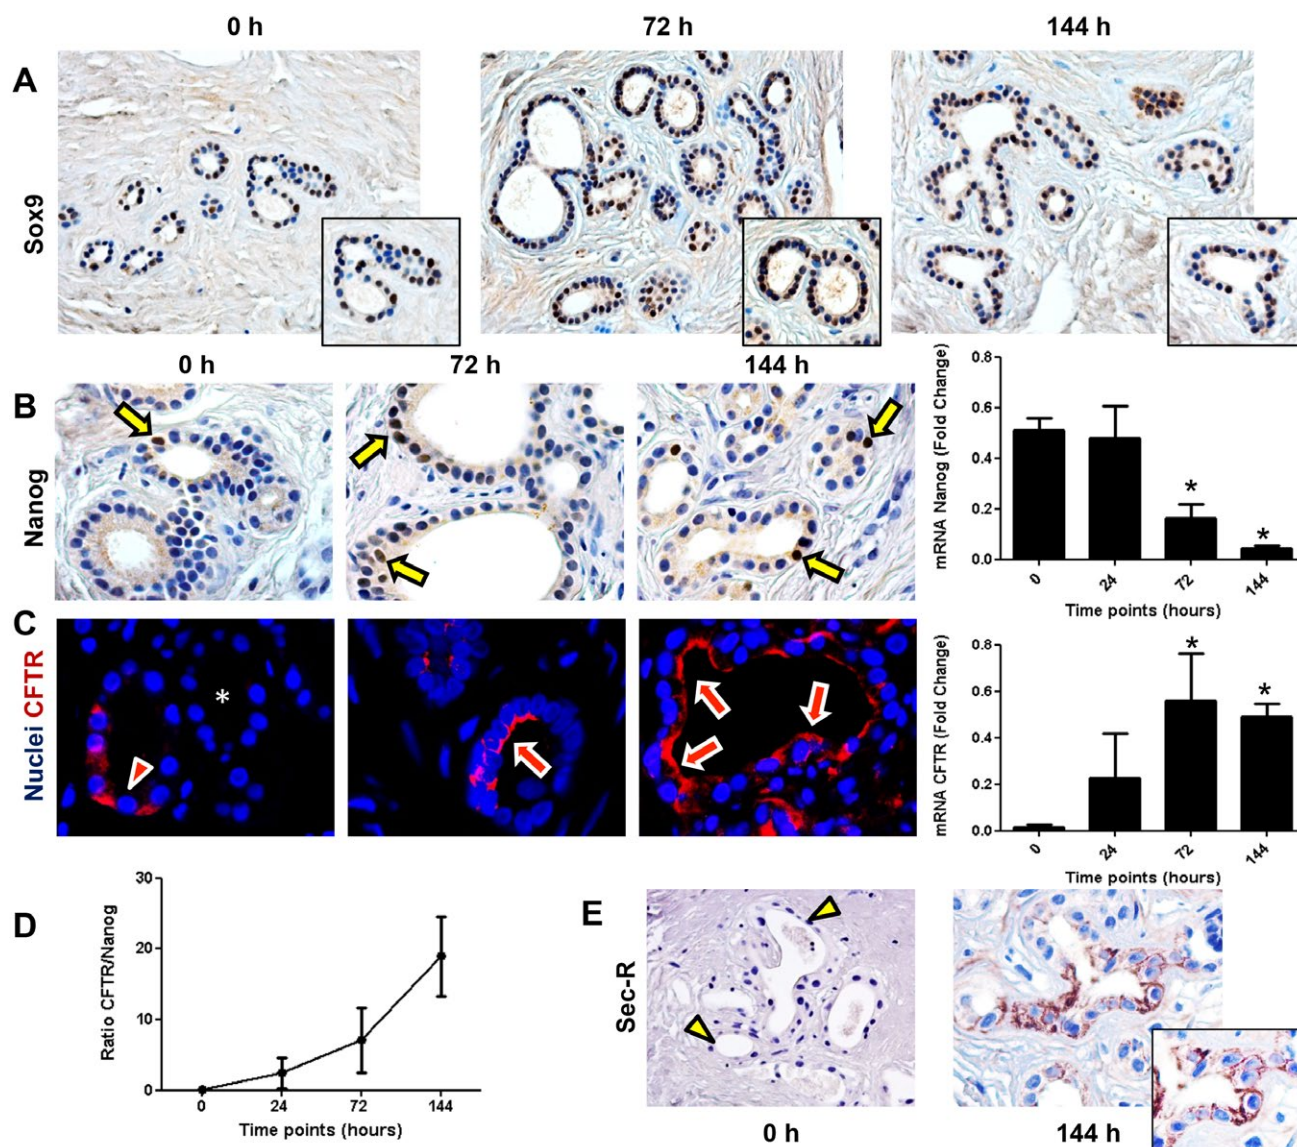 0 h 72 h 144 h
A
Sox9
0 h 72 h 144 h
B
Nanog
mRNA Nanog (Fold Change)
0.8
0.6
0.4
0.2
0.0
* *
0 24 72 144
Time points (hours)
C
Nuclei CFTR
*
mRNA CFTR (Fold Change)
0.8
0.6
0.4
0.2
0.0
* *
0 24 72 144
Time points (hours)
D
Ratio CFTR/Nanog
30
20
10
0
0 24 72 144
Time points (hours)
E
Sec-R
0 h 144 h